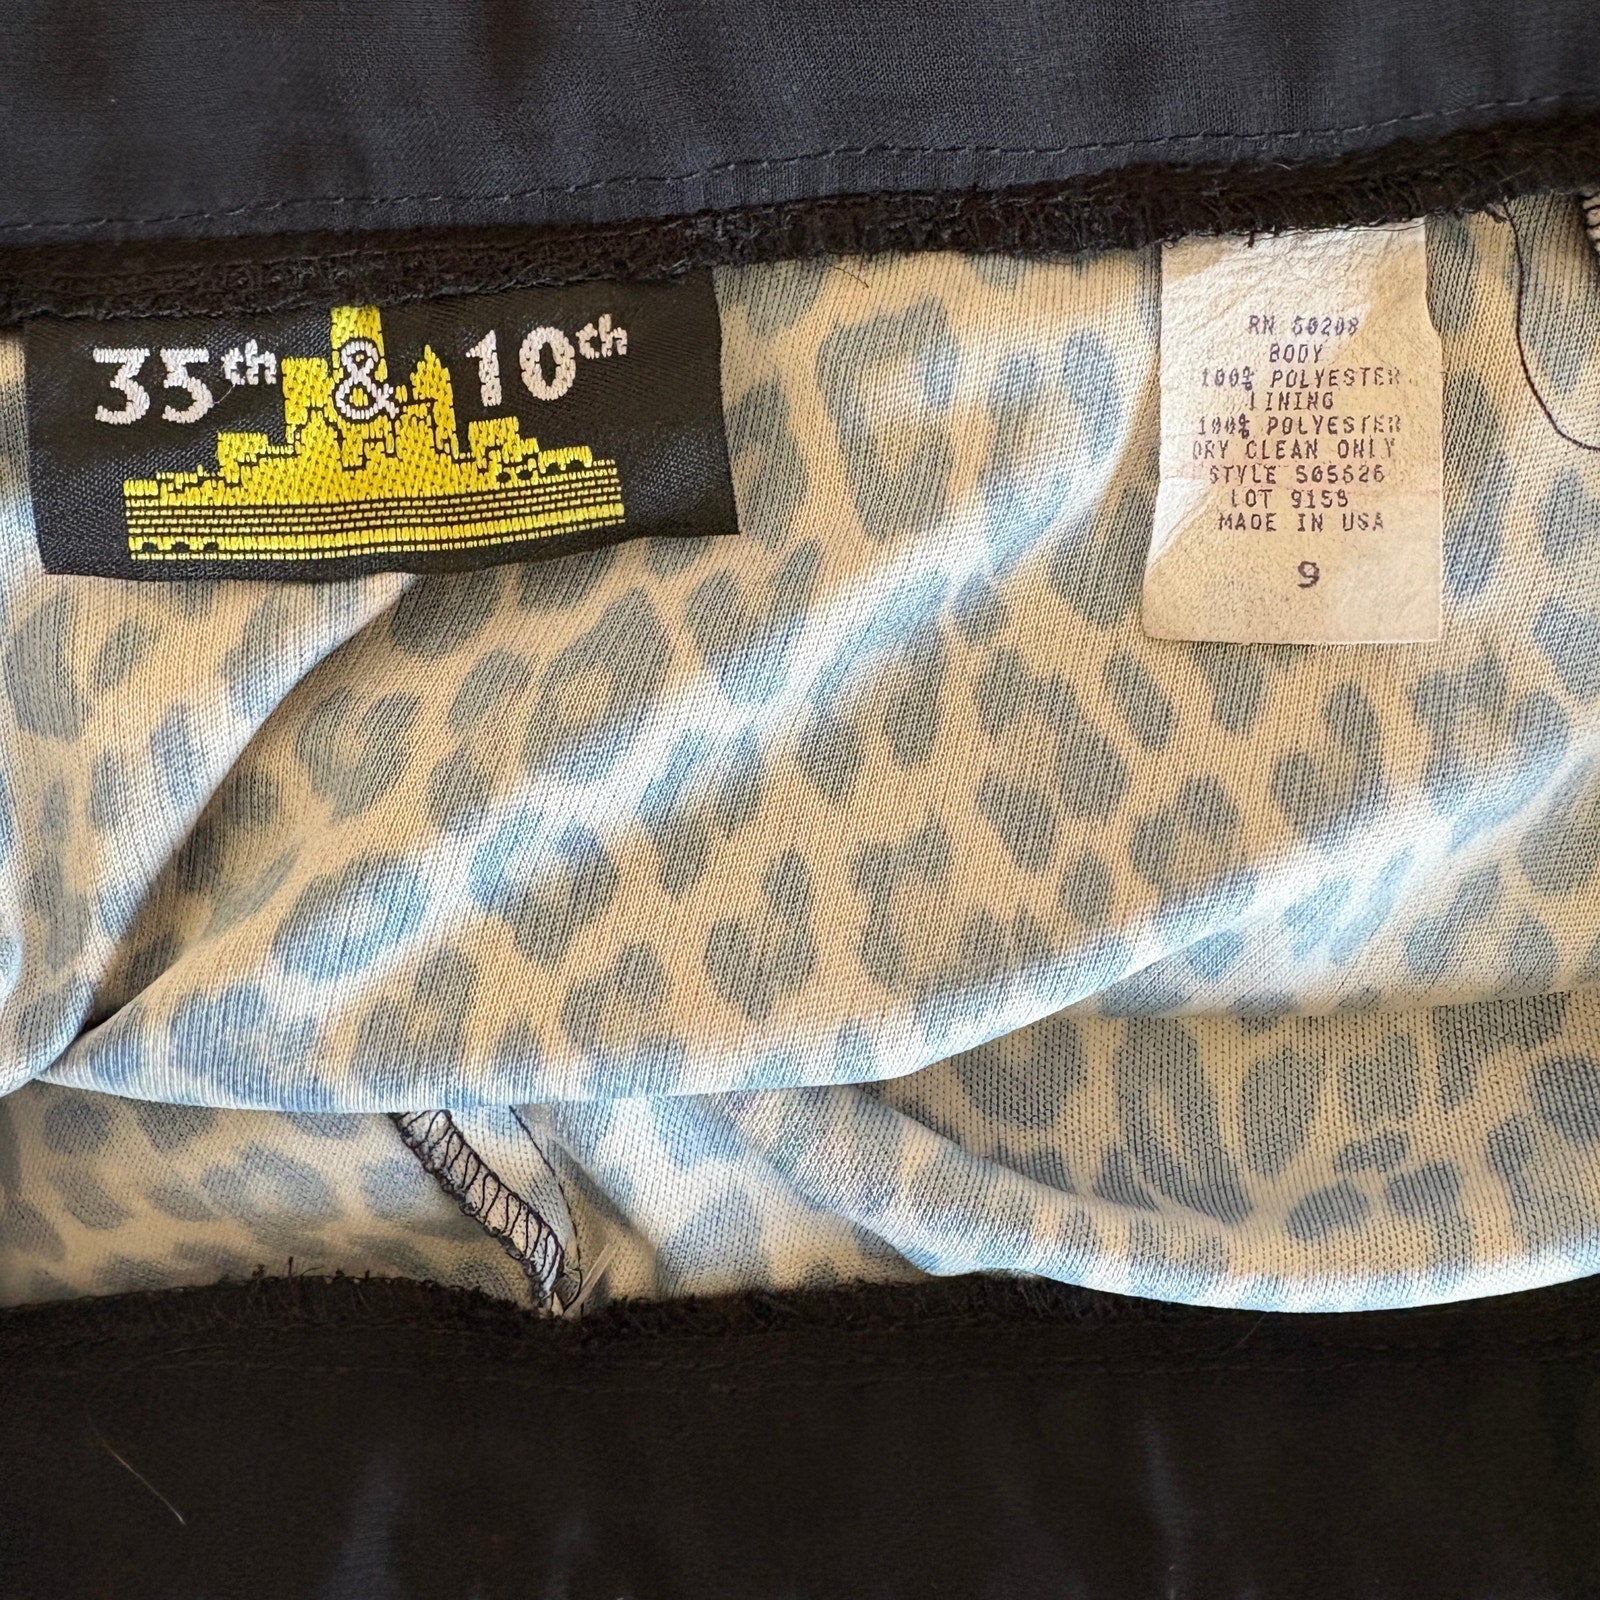 35th & 10th
RN 50208
BODY
100% POLYESTER
LINING
100% POLYESTER
DRY CLEAN ONLY
STYLE 505626
LOT 9159
MADE IN USA
9